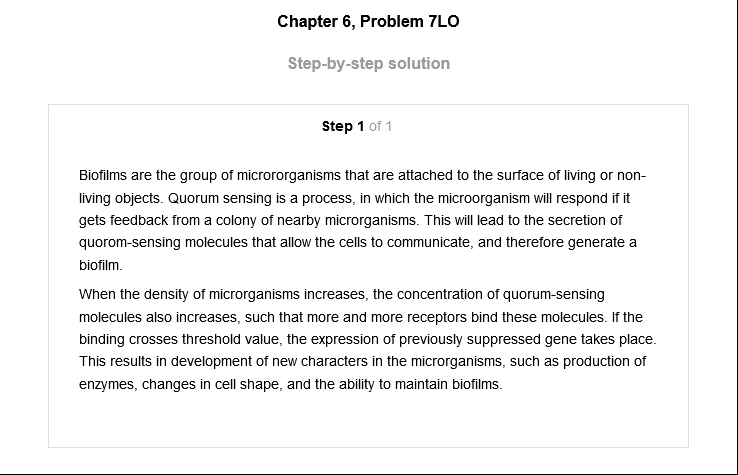 Chapter 6, Problem 7LO
Step-by-step solution
Step 1 of 1
Biofilms are the group of micrororganisms that are attached to the surface of living or non-
living objects. Quorum sensing is a process, in which the microorganism will respond if it
gets feedback from a colony of nearby microrganisms. This will lead to the secretion of
quorom-sensing molecules that allow the cells to communicate, and therefore generate a
biofilm.
When the density of microrganisms increases, the concentration of quorum-sensing
molecules also increases, such that more and more receptors bind these molecules. If the
binding crosses threshold value, the expression of previously suppressed gene takes place.
This results in development of new characters in the microrganisms, such as production of
enzymes, changes in cell shape, and the ability to maintain biofilms.